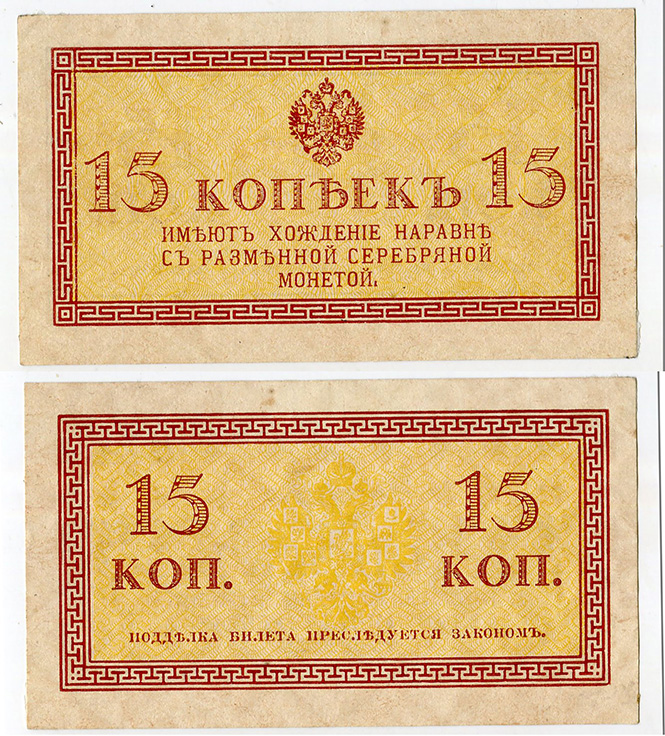 15 КОПѢЕКЪ 15
ИМѢЮТЪ ХОЖДЕНІЕ НАРАВНѢ
СЪ РАЗМѢННОЙ СЕРЕБРЯНОЙ
МОНЕТОЙ.
15 15
КОП. КОП.
ПОДДѢЛКА БИЛЕТА ПРЕСЛѢДУЕТСЯ ЗАКОНОМЪ.